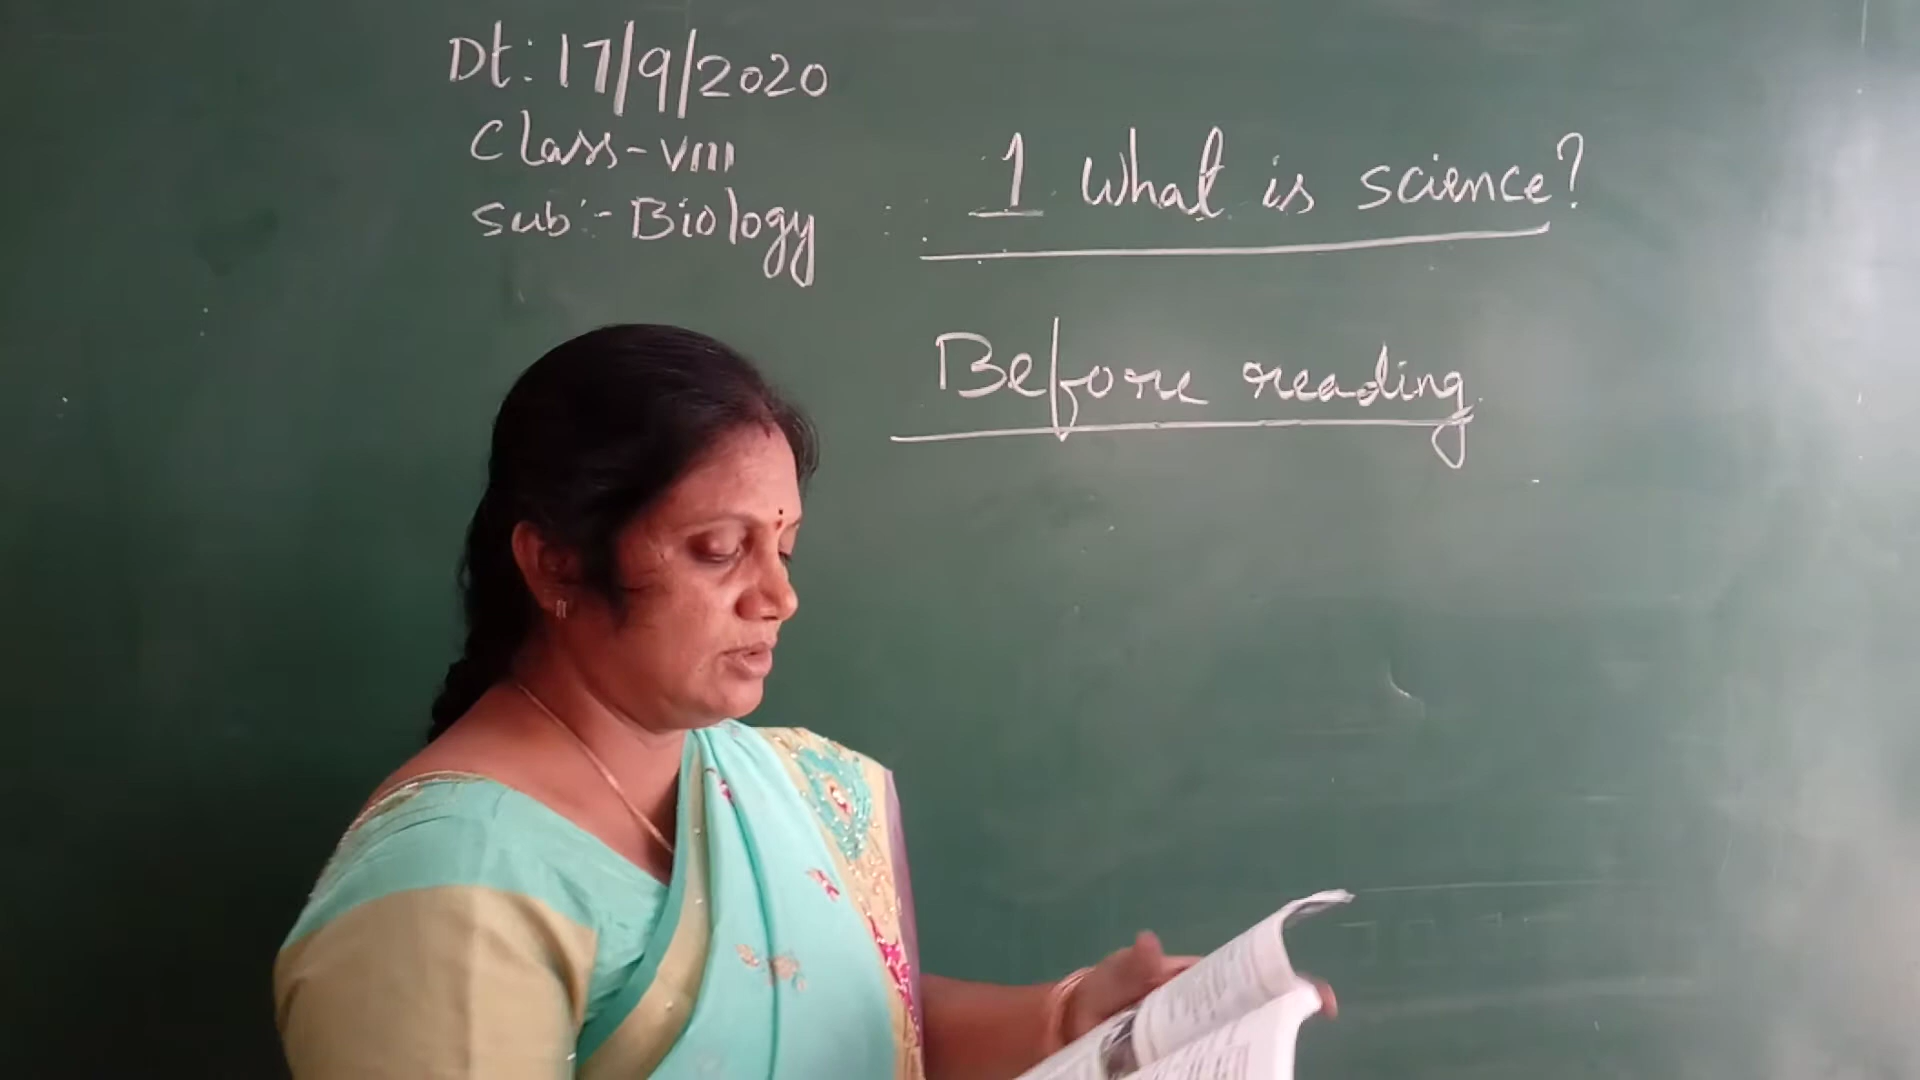 Dt: 17/9/2020
Class-VIII
Sub:- Biology
1 What is science?
Before reading